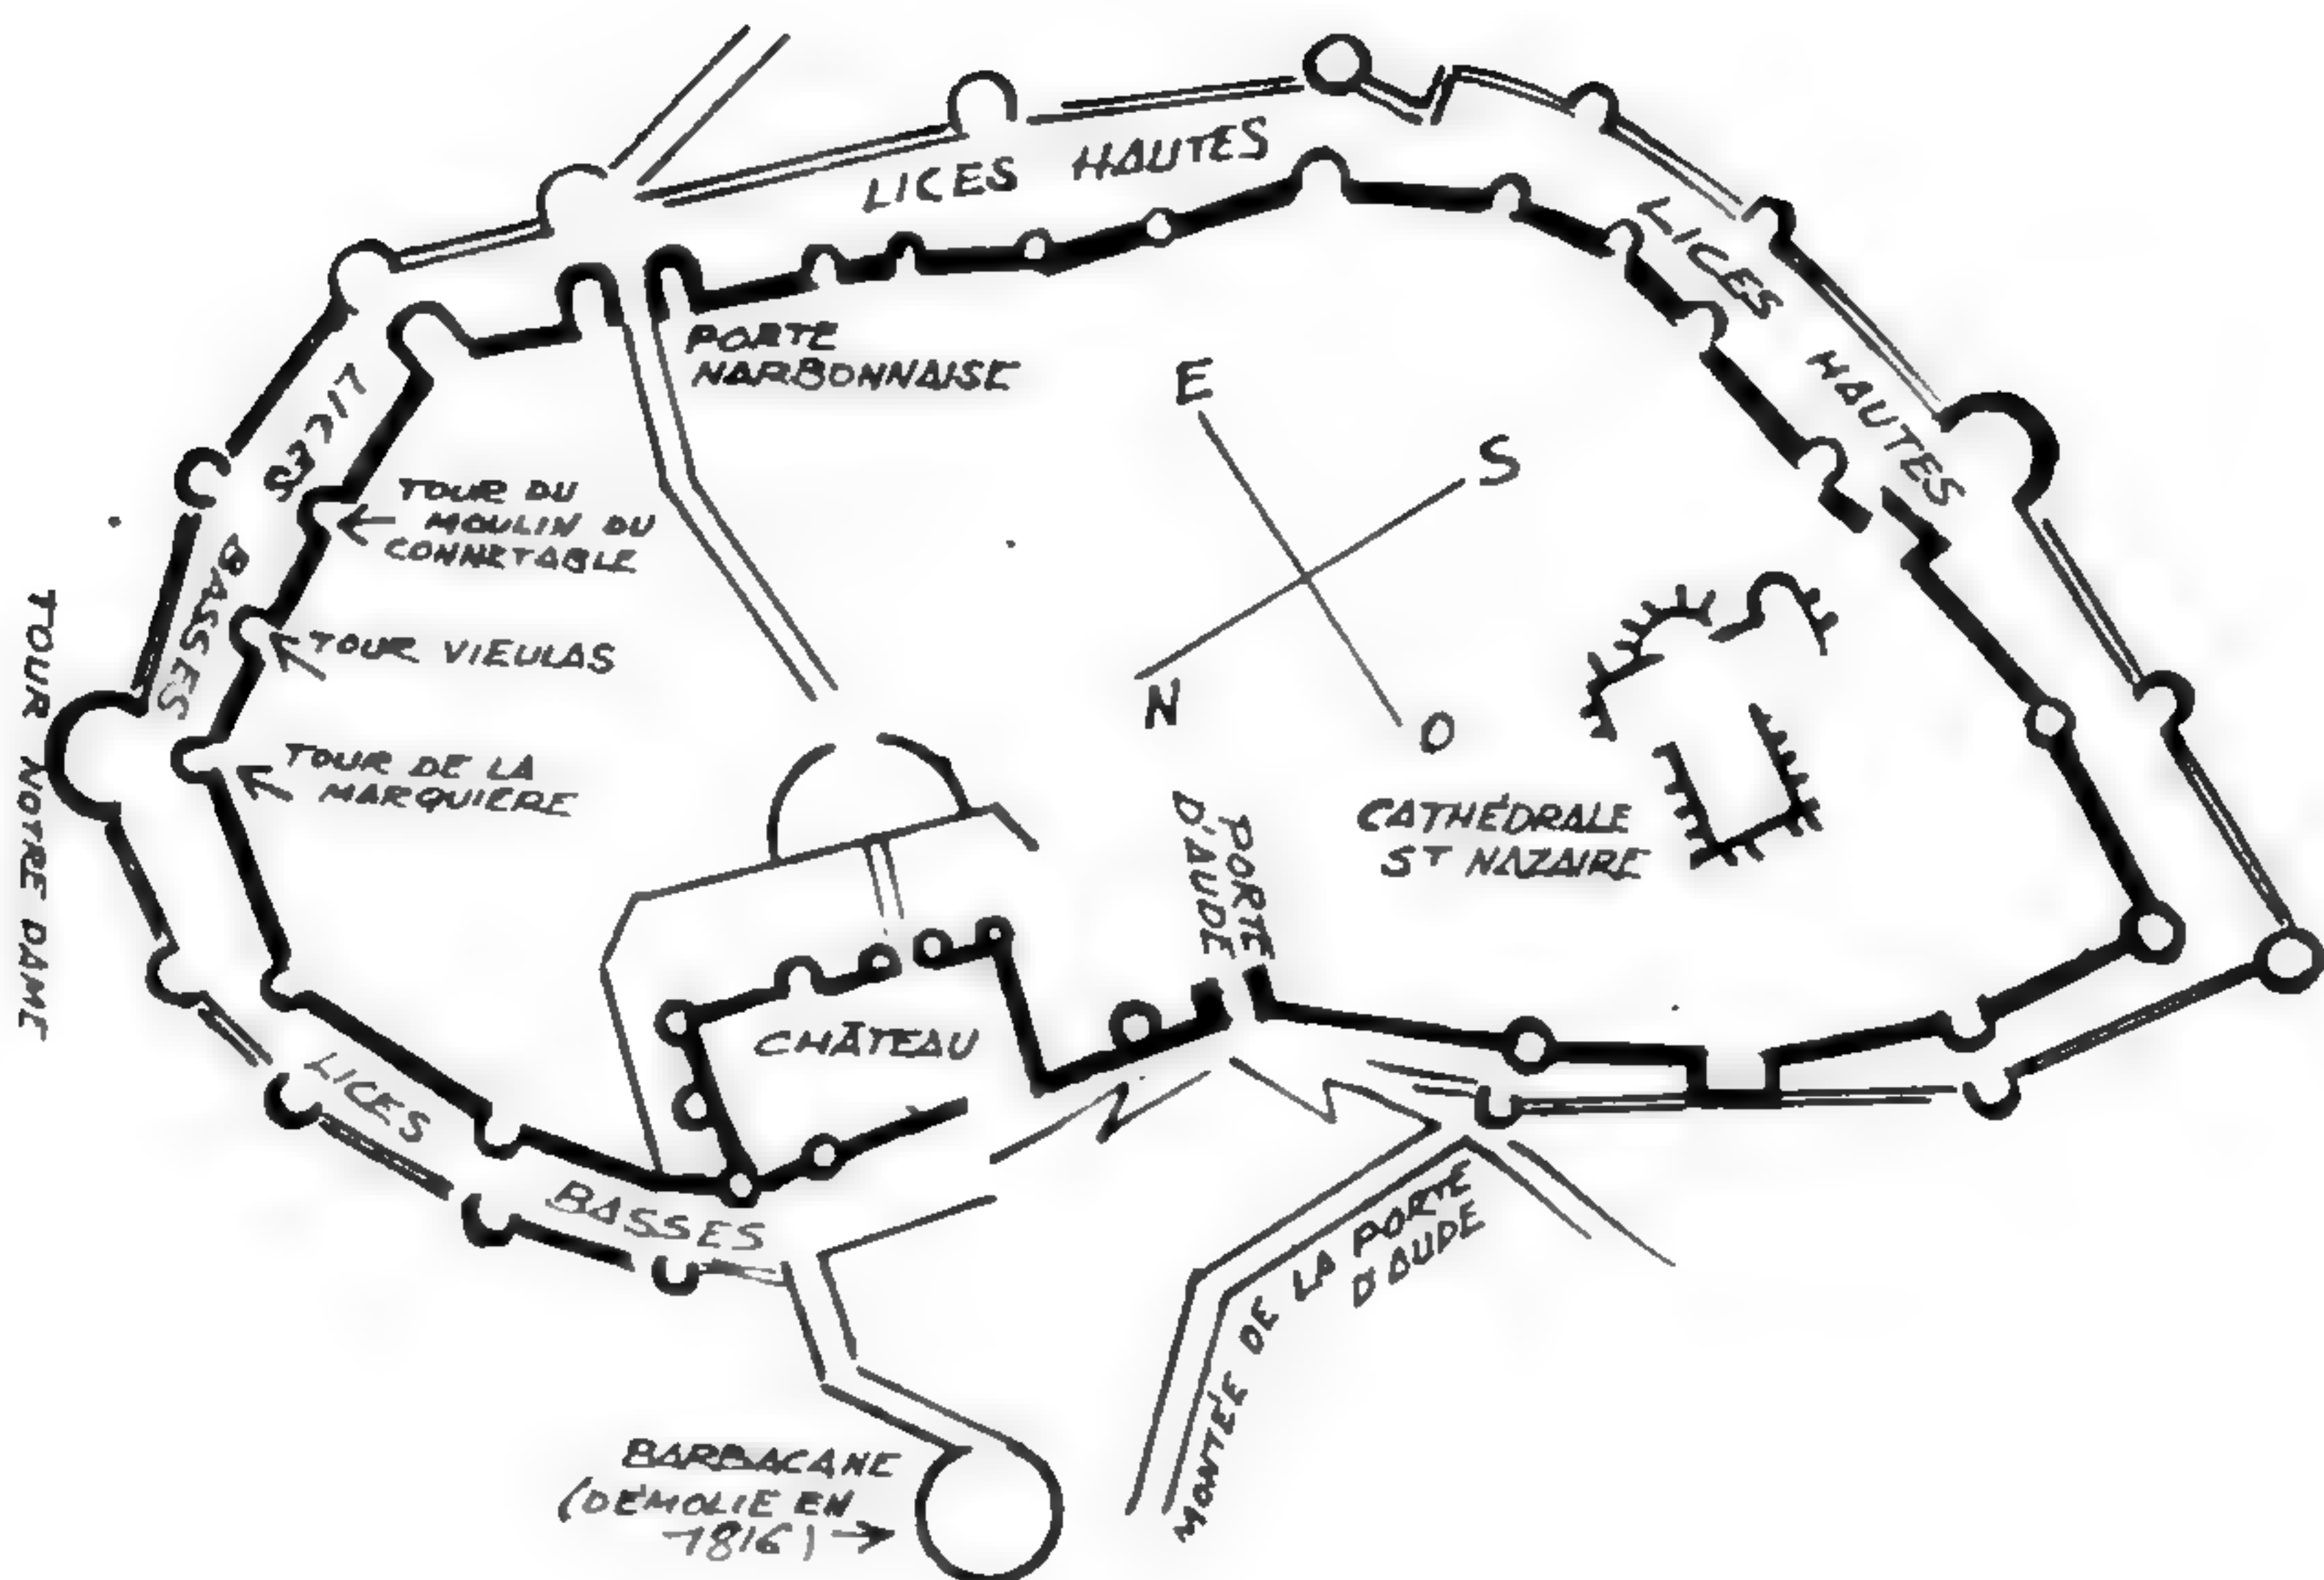 LICES HAUTES
LICES HAUTES
PORTE
NARBONNAISE
LICES
BASSES
TOUR DU
MOULIN DU
CONNETABLE
TOUR VIEULAS
TOUR DE LA
MARQUIÈRE
TOUR NOTRE DAME
E
S
N
O
CATHÉDRALE
ST NAZAIRE
PORTE
D'AUDE
CHÂTEAU
LICES
BASSES
MONTÉE DE LA PORTE
D'AUDE
BARBACANE
(DÉMOLIE EN
1816)